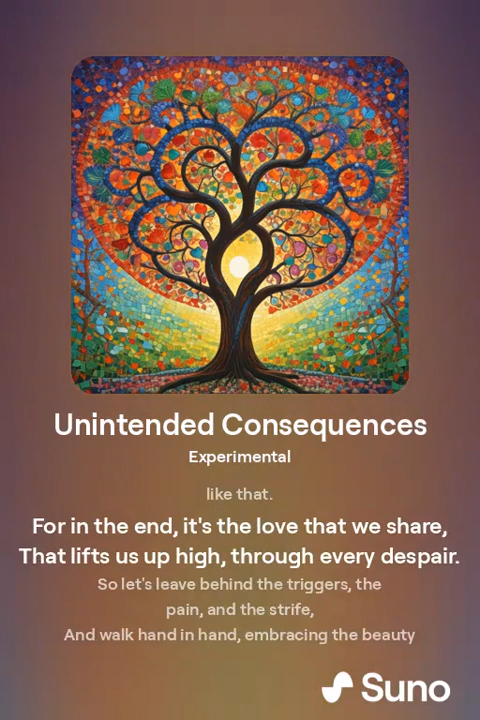 Unintended Consequences
Experimental
like that.
For in the end, it's the love that we share,
That lifts us up high, through every despair.
So let's leave behind the triggers, the
pain, and the strife,
And walk hand in hand, embracing the beauty
Suno